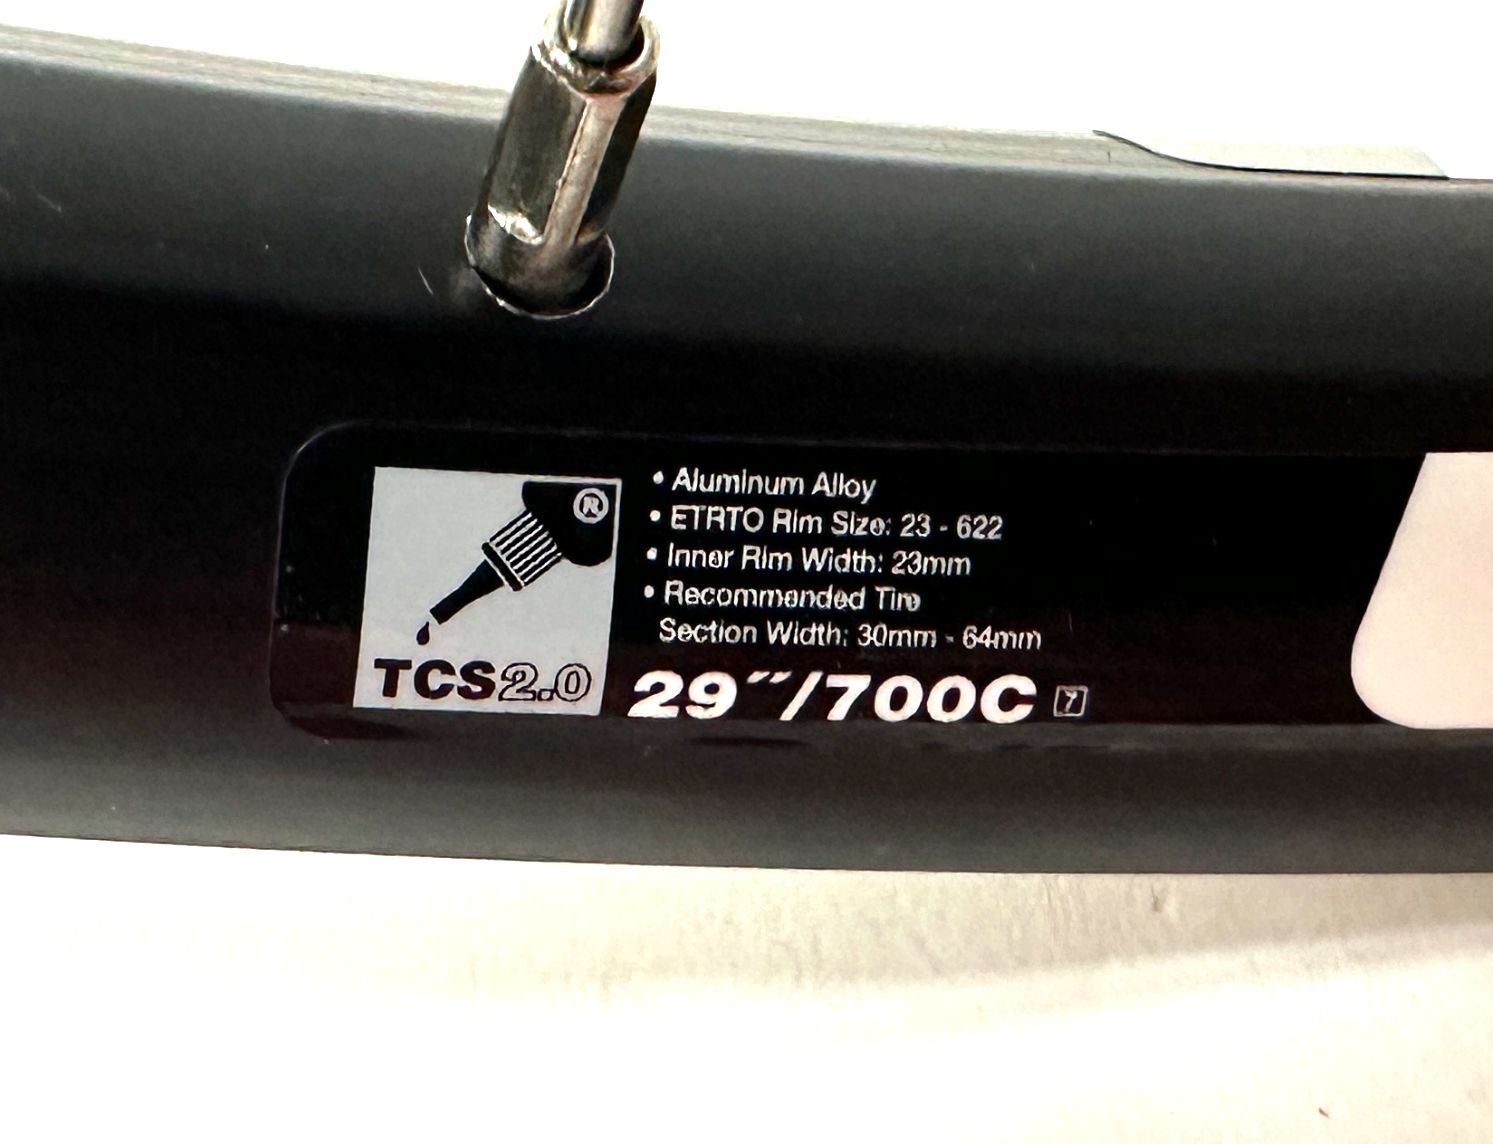 ®
TCS2.0
• Aluminum Alloy
• ETRTO Rim Size: 23 - 622
• Inner Rim Width: 23mm
• Recommended Tire
Section Width: 30mm - 64mm
29˝/700C 7